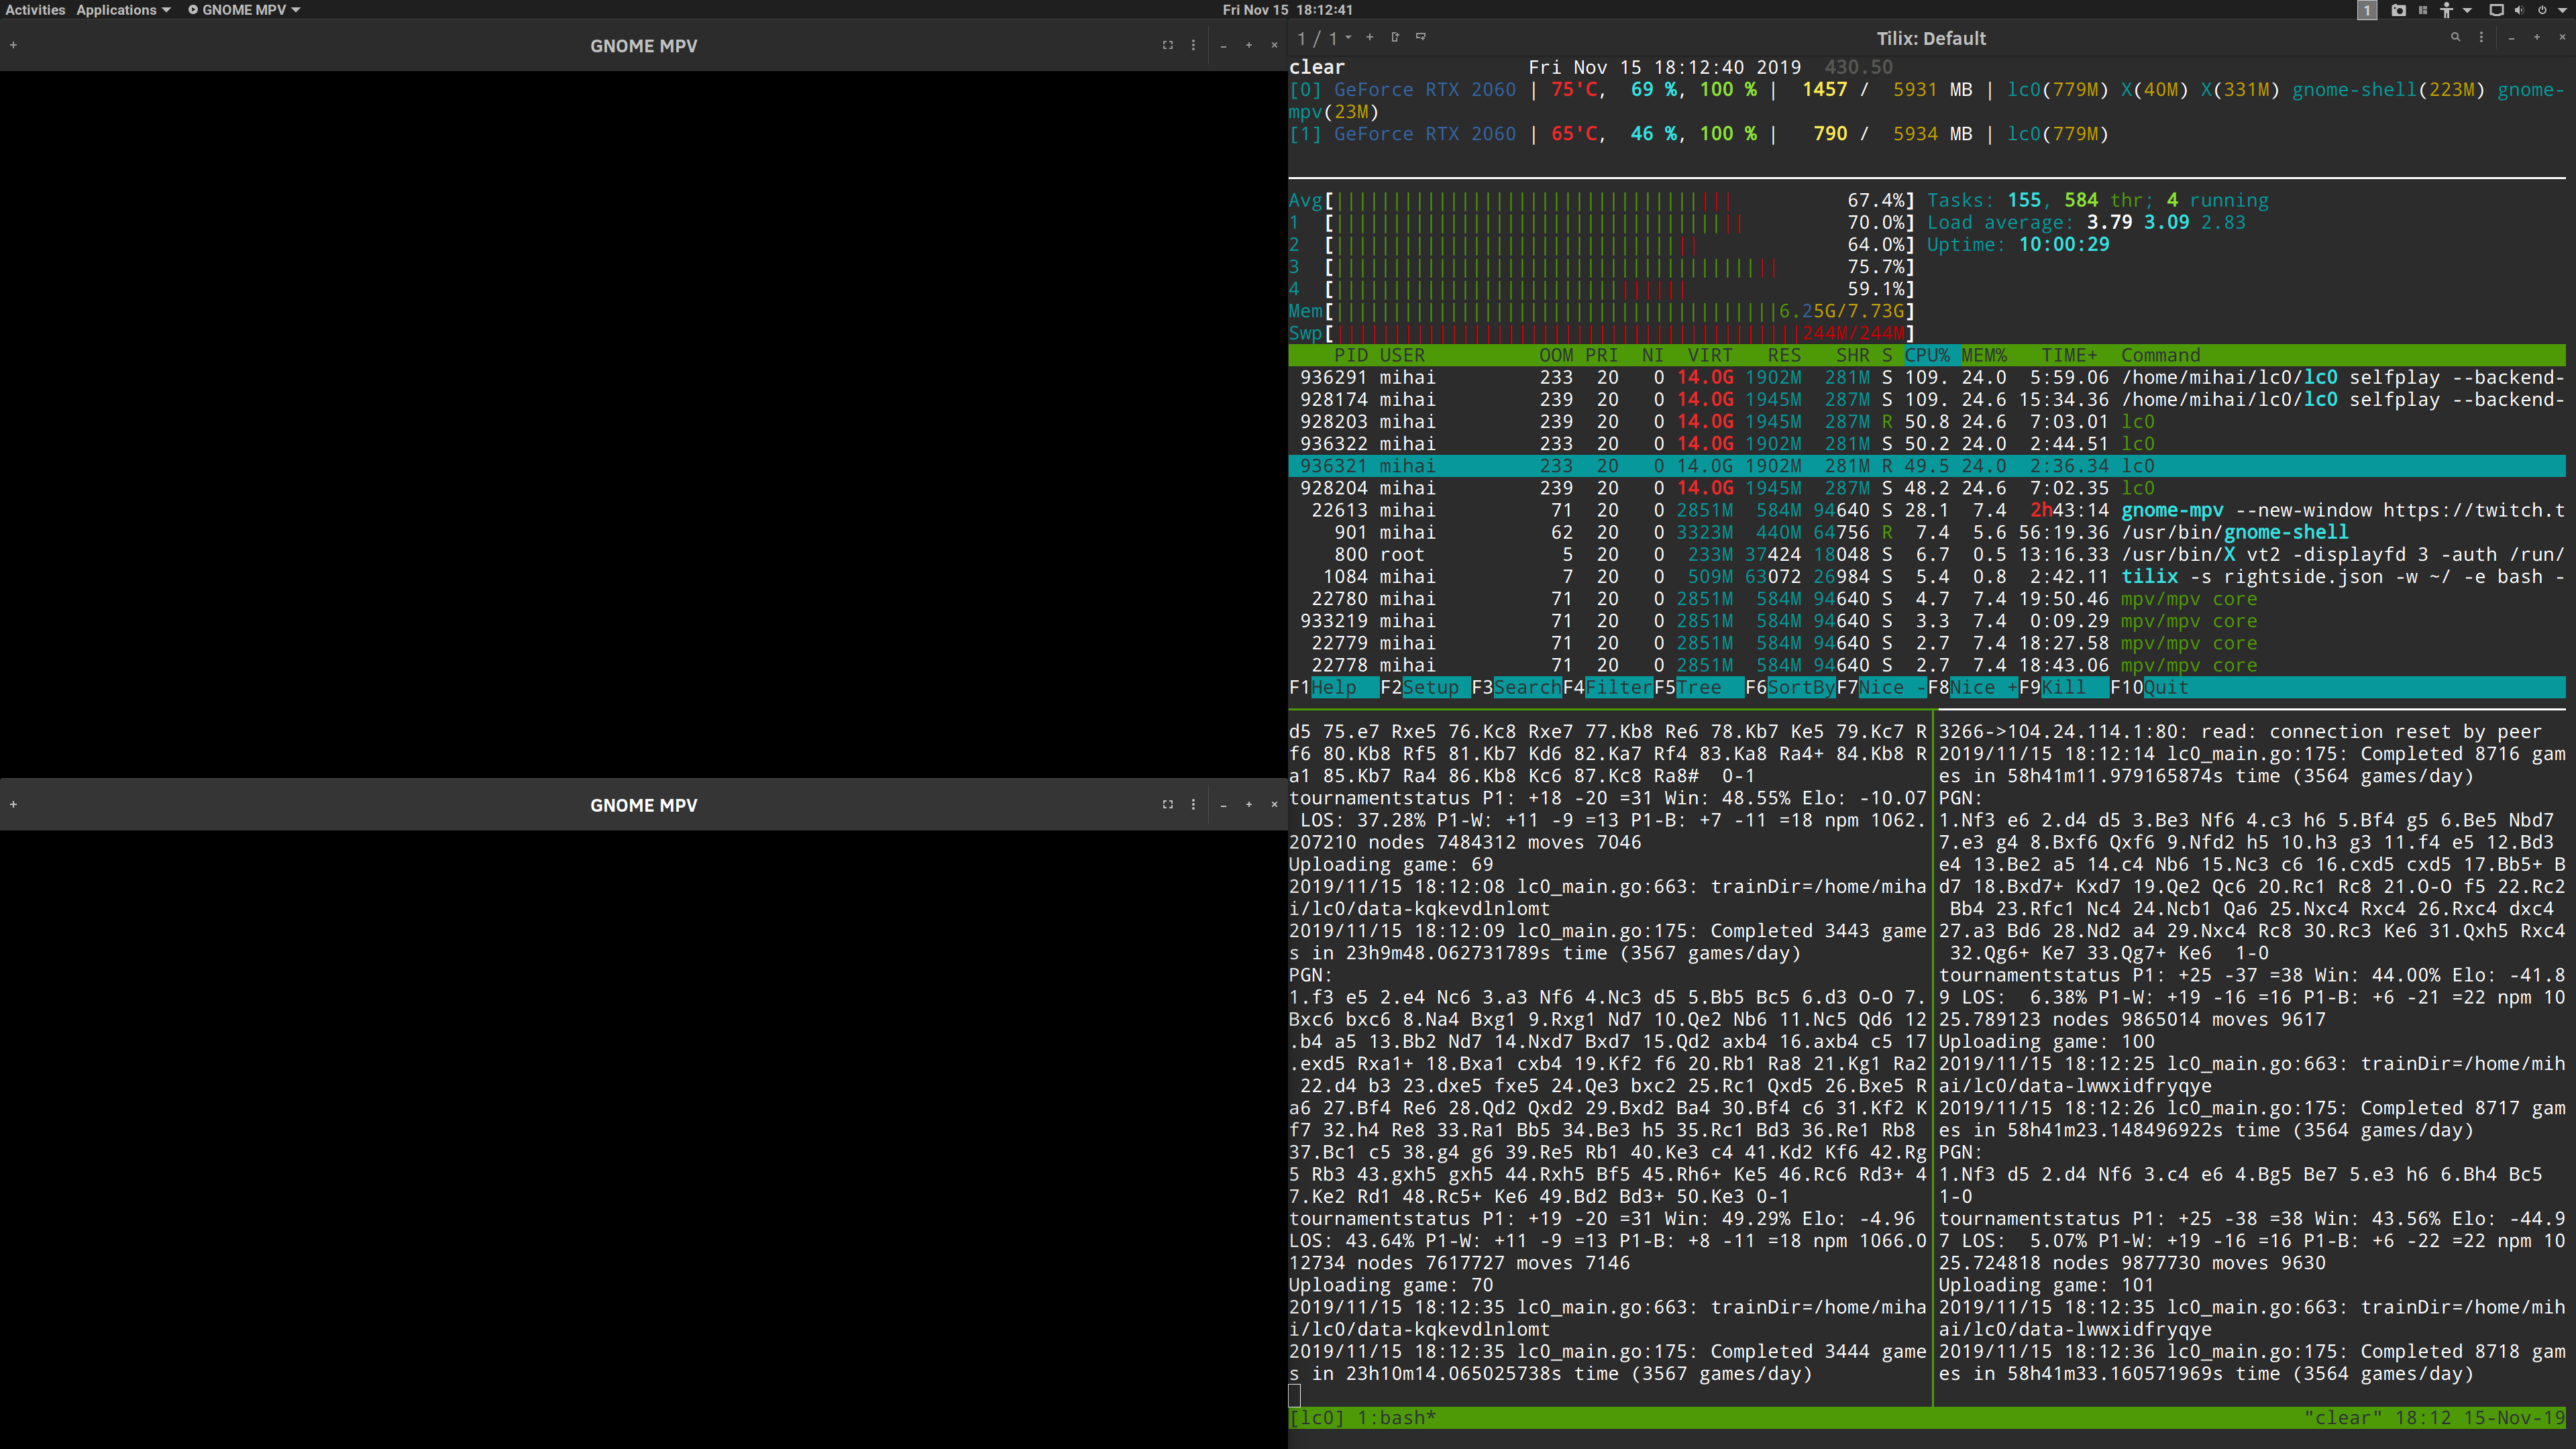 Activities Applications GNOME MPV Fri Nov 15 18:12:41 1
GNOME MPV
GNOME MPV
1 / 1 Tilix: Default
clear Fri Nov 15 18:12:40 2019 430.50
[0] GeForce RTX 2060 | 75'C, 69 %, 100 % | 1457 / 5931 MB | lc0(779M) X(40M) X(331M) gnome-shell(223M) gnome-
mpv(23M)
[1] GeForce RTX 2060 | 65'C, 46 %, 100 % | 790 / 5934 MB | lc0(779M)
Avg[ 67.4%] Tasks: 155, 584 thr; 4 running
1 [ 70.0%] Load average: 3.79 3.09 2.83
2 [ 64.0%] Uptime: 10:00:29
3 [ 75.7%]
4 [ 59.1%]
Mem[ 6.25G/7.73G]
Swp[ 244M/244M]
PID USER OOM PRI NI VIRT RES SHR S CPU% MEM% TIME+ Command
936291 mihai 233 20 0 14.0G 1902M 281M S 109. 24.0 5:59.06 /home/mihai/lc0/lc0 selfplay --backend-
928174 mihai 239 20 0 14.0G 1945M 287M S 109. 24.6 15:34.36 /home/mihai/lc0/lc0 selfplay --backend-
928203 mihai 239 20 0 14.0G 1945M 287M R 50.8 24.6 7:03.01 lc0
936322 mihai 233 20 0 14.0G 1902M 281M S 50.2 24.0 2:44.51 lc0
936321 mihai 233 20 0 14.0G 1902M 281M R 49.5 24.0 2:36.34 lc0
928204 mihai 239 20 0 14.0G 1945M 287M S 48.2 24.6 7:02.35 lc0
22613 mihai 71 20 0 2851M 584M 94640 S 28.1 7.4 2h43:14 gnome-mpv --new-window https://twitch.t
901 mihai 62 20 0 3323M 440M 64756 R 7.4 5.6 56:19.36 /usr/bin/gnome-shell
800 root 5 20 0 233M 37424 18048 S 6.7 0.5 13:16.33 /usr/bin/X vt2 -displayfd 3 -auth /run/
1084 mihai 7 20 0 509M 63072 26984 S 5.4 0.8 2:42.11 tilix -s rightside.json -w ~/ -e bash -
22780 mihai 71 20 0 2851M 584M 94640 S 4.7 7.4 19:50.46 mpv/mpv core
933219 mihai 71 20 0 2851M 584M 94640 S 3.3 7.4 0:09.29 mpv/mpv core
22779 mihai 71 20 0 2851M 584M 94640 S 2.7 7.4 18:27.58 mpv/mpv core
22778 mihai 71 20 0 2851M 584M 94640 S 2.7 7.4 18:43.06 mpv/mpv core
F1Help F2Setup F3SearchF4FilterF5Tree F6SortByF7Nice -F8Nice +F9Kill F10Quit
d5 75.e7 Rxe5 76.Kc8 Rxe7 77.Kb8 Re6 78.Kb7 Ke5 79.Kc7 R
f6 80.Kb8 Rf5 81.Kb7 Kd6 82.Ka7 Rf4 83.Ka8 Ra4+ 84.Kb8 R
a1 85.Kb7 Ra4 86.Kb8 Kc6 87.Kc8 Ra8# 0-1
tournamentstatus P1: +18 -20 =31 Win: 48.55% Elo: -10.07
LOS: 37.28% P1-W: +11 -9 =13 P1-B: +7 -11 =18 npm 1062.
207210 nodes 7484312 moves 7046
Uploading game: 69
2019/11/15 18:12:08 lc0_main.go:663: trainDir=/home/miha
i/lc0/data-kqkevdlnlomt
2019/11/15 18:12:09 lc0_main.go:175: Completed 3443 game
s in 23h9m48.062731789s time (3567 games/day)
PGN:
1.f3 e5 2.e4 Nc6 3.a3 Nf6 4.Nc3 d5 5.Bb5 Bc5 6.d3 O-O 7.
Bxc6 bxc6 8.Na4 Bxg1 9.Rxg1 Nd7 10.Qe2 Nb6 11.Nc5 Qd6 12
.b4 a5 13.Bb2 Nd7 14.Nxd7 Bxd7 15.Qd2 axb4 16.axb4 c5 17
.exd5 Rxa1+ 18.Bxa1 cxb4 19.Kf2 f6 20.Rb1 Ra8 21.Kg1 Ra2
22.d4 b3 23.dxe5 fxe5 24.Qe3 bxc2 25.Rc1 Qxd5 26.Bxe5 R
a6 27.Bf4 Re6 28.Qd2 Qxd2 29.Bxd2 Ba4 30.Bf4 c6 31.Kf2 K
f7 32.h4 Re8 33.Ra1 Bb5 34.Be3 h5 35.Rc1 Bd3 36.Re1 Rb8
37.Bc1 c5 38.g4 g6 39.Re5 Rb1 40.Ke3 c4 41.Kd2 Kf6 42.Rg
5 Rb3 43.gxh5 gxh5 44.Rxh5 Bf5 45.Rh6+ Ke5 46.Rc6 Rd3+ 4
7.Ke2 Rd1 48.Rc5+ Ke6 49.Bd2 Bd3+ 50.Ke3 0-1
tournamentstatus P1: +19 -20 =31 Win: 49.29% Elo: -4.96
LOS: 43.64% P1-W: +11 -9 =13 P1-B: +8 -11 =18 npm 1066.0
12734 nodes 7617727 moves 7146
Uploading game: 70
2019/11/15 18:12:35 lc0_main.go:663: trainDir=/home/miha
i/lc0/data-kqkevdlnlomt
2019/11/15 18:12:35 lc0_main.go:175: Completed 3444 game
s in 23h10m14.065025738s time (3567 games/day)
3266->104.24.114.1:80: read: connection reset by peer
2019/11/15 18:12:14 lc0_main.go:175: Completed 8716 gam
es in 58h41m11.979165874s time (3564 games/day)
PGN:
1.Nf3 e6 2.d4 d5 3.Be3 Nf6 4.c3 h6 5.Bf4 g5 6.Be5 Nbd7
7.e3 g4 8.Bxf6 Qxf6 9.Nfd2 h5 10.h3 g3 11.f4 e5 12.Bd3
e4 13.Be2 a5 14.c4 Nb6 15.Nc3 c6 16.cxd5 cxd5 17.Bb5+ B
d7 18.Bxd7+ Kxd7 19.Qe2 Qc6 20.Rc1 Rc8 21.O-O f5 22.Rc2
Bb4 23.Rfc1 Nc4 24.Ncb1 Qa6 25.Nxc4 Rxc4 26.Rxc4 dxc4
27.a3 Bd6 28.Nd2 a4 29.Nxc4 Rc8 30.Rc3 Ke6 31.Qxh5 Rxc4
32.Qg6+ Ke7 33.Qg7+ Ke6 1-0
tournamentstatus P1: +25 -37 =38 Win: 44.00% Elo: -41.8
9 LOS: 6.38% P1-W: +19 -16 =16 P1-B: +6 -21 =22 npm 10
25.789123 nodes 9865014 moves 9617
Uploading game: 100
2019/11/15 18:12:25 lc0_main.go:663: trainDir=/home/mih
ai/lc0/data-lwwxidfryqye
2019/11/15 18:12:26 lc0_main.go:175: Completed 8717 gam
es in 58h41m23.148496922s time (3564 games/day)
PGN:
1.Nf3 d5 2.d4 Nf6 3.c4 e6 4.Bg5 Be7 5.e3 h6 6.Bh4 Bc5
1-0
tournamentstatus P1: +25 -38 =38 Win: 43.56% Elo: -44.9
7 LOS: 5.07% P1-W: +19 -16 =16 P1-B: +6 -22 =22 npm 10
25.724818 nodes 9877730 moves 9630
Uploading game: 101
2019/11/15 18:12:35 lc0_main.go:663: trainDir=/home/mih
ai/lc0/data-lwwxidfryqye
2019/11/15 18:12:36 lc0_main.go:175: Completed 8718 gam
es in 58h41m33.160571969s time (3564 games/day)
[lc0] 1:bash* "clear" 18:12 15-Nov-19